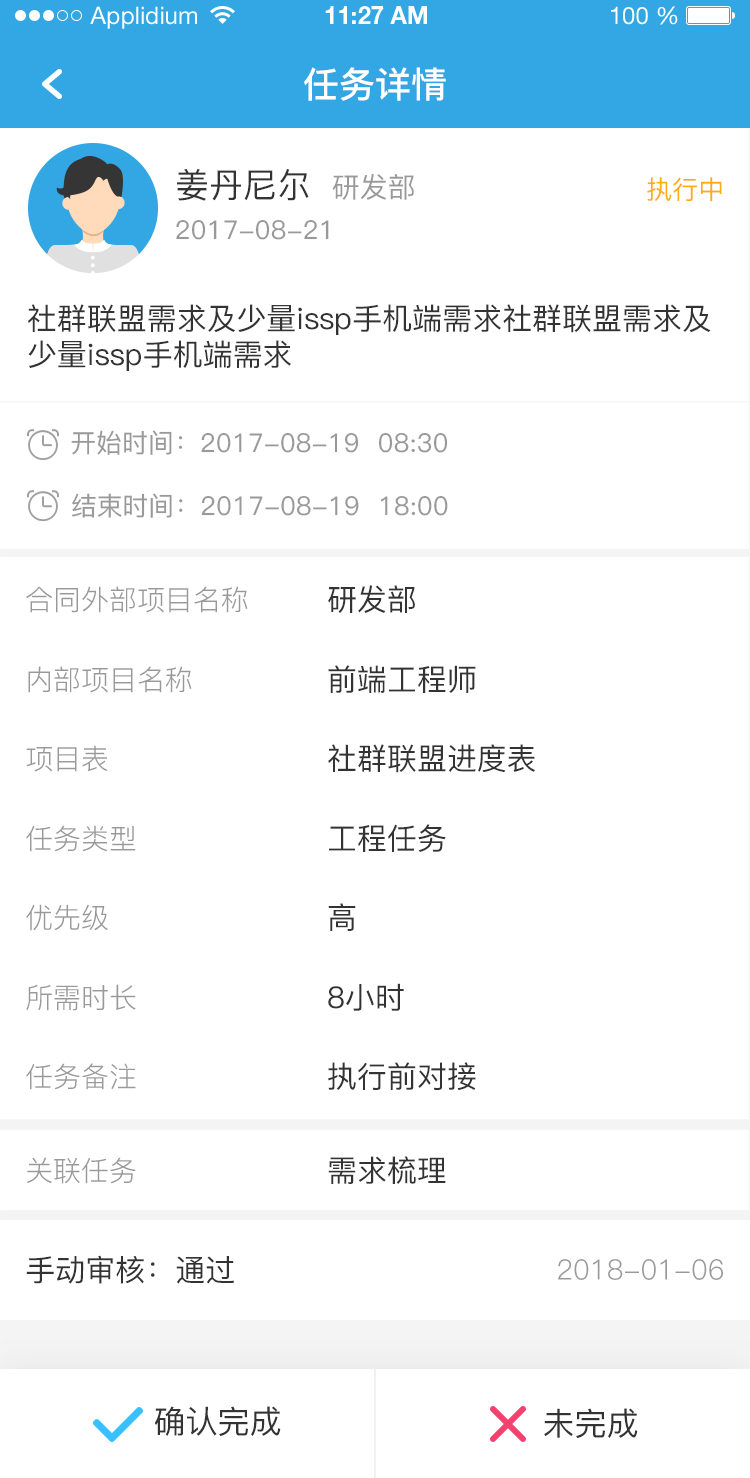 Applidium 11:27 AM 100 %
任务详情
姜丹尼尔 研发部 执行中
2017-08-21
社群联盟需求及少量issp手机端需求社群联盟需求及
少量issp手机端需求
开始时间：2017-08-19 08:30
结束时间：2017-08-19 18:00
合同外部项目名称 研发部
内部项目名称 前端工程师
项目表 社群联盟进度表
任务类型 工程任务
优先级 高
所需时长 8小时
任务备注 执行前对接
关联任务 需求梳理
手动审核：通过 2018-01-06
确认完成 未完成